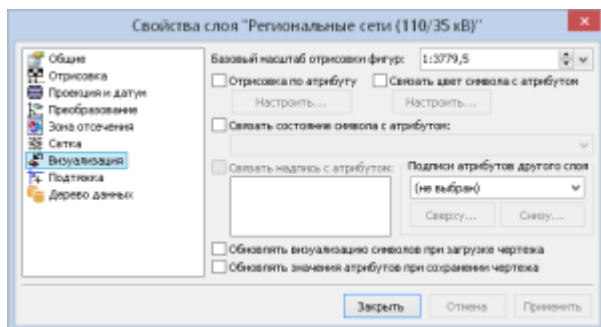 Свойства слоя "Региональные сети (110/35 кВ)"
Общие
Отрисовка
Проекция и датум
Преобразование
Зона отсечения
Сетка
Визуализация
Подтяжка
Дерево данных
Базовый масштаб отрисовки фигур: 1:3779,5
Отрисовка по атрибуту
Связать цвет символа с атрибутом
Настроить...
Настроить...
Связать состояние символа с атрибутом:
Связать надпись с атрибутом:
Подписи атрибутов другого слоя
(не выбран)
Сверху...
Снизу...
Обновлять визуализацию символов при загрузке чертежа
Обновлять значения атрибутов при сохранении чертежа
Закрыть
Отмена
Применить